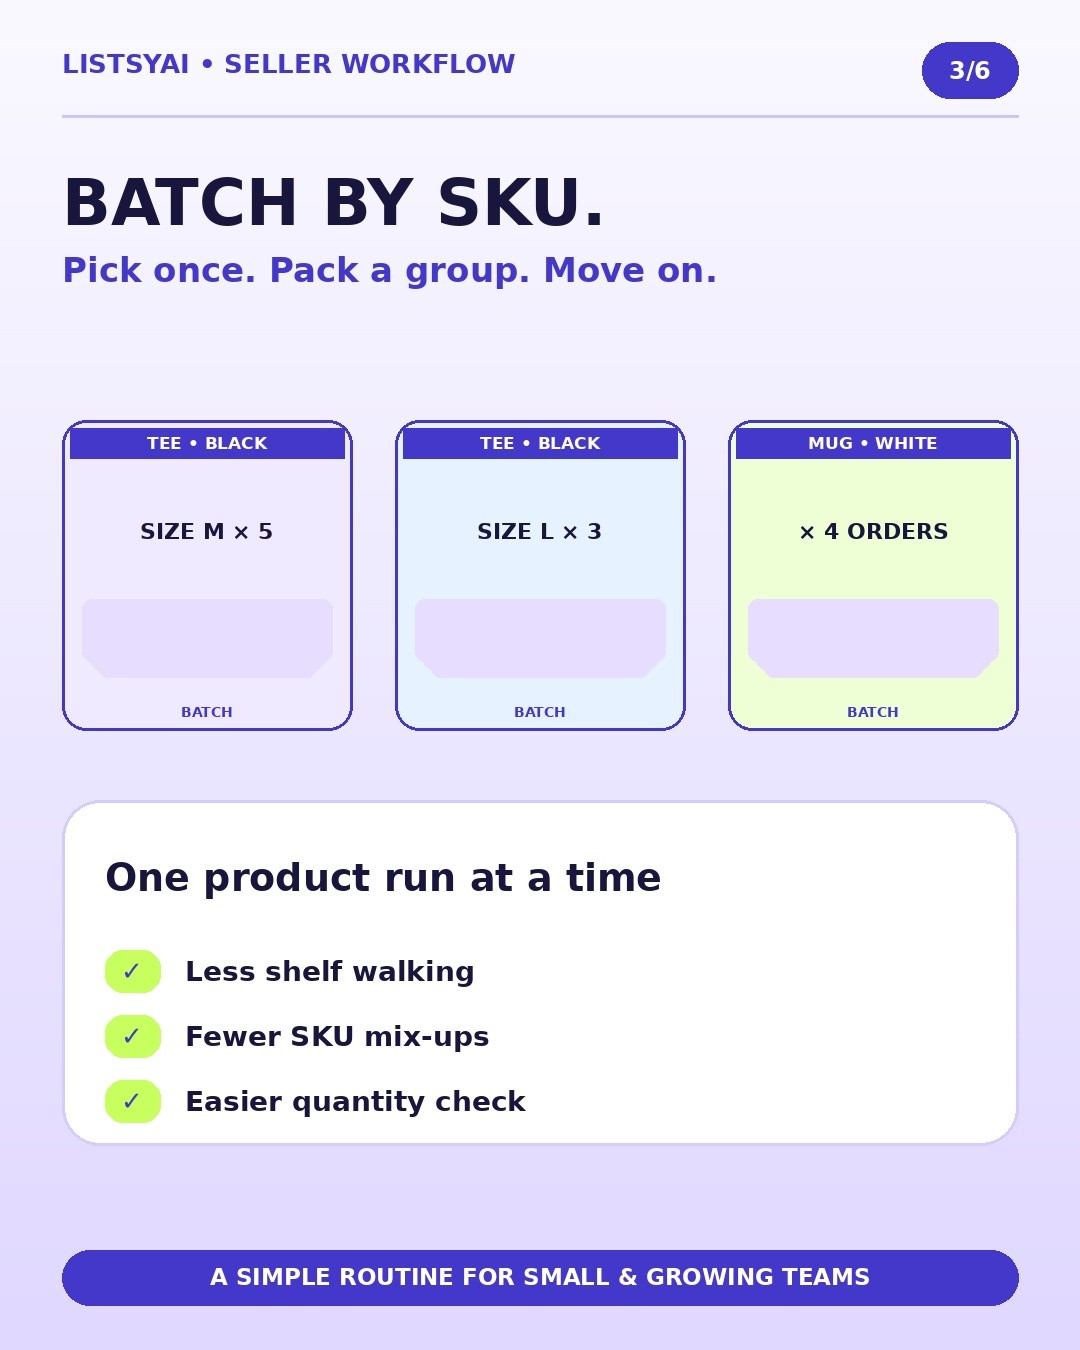 LISTSYAI • SELLER WORKFLOW
3/6
BATCH BY SKU.
Pick once. Pack a group. Move on.
TEE • BLACK
SIZE M × 5
BATCH
TEE • BLACK
SIZE L × 3
BATCH
MUG • WHITE
× 4 ORDERS
BATCH
One product run at a time
✓ Less shelf walking
✓ Fewer SKU mix-ups
✓ Easier quantity check
A SIMPLE ROUTINE FOR SMALL & GROWING TEAMS